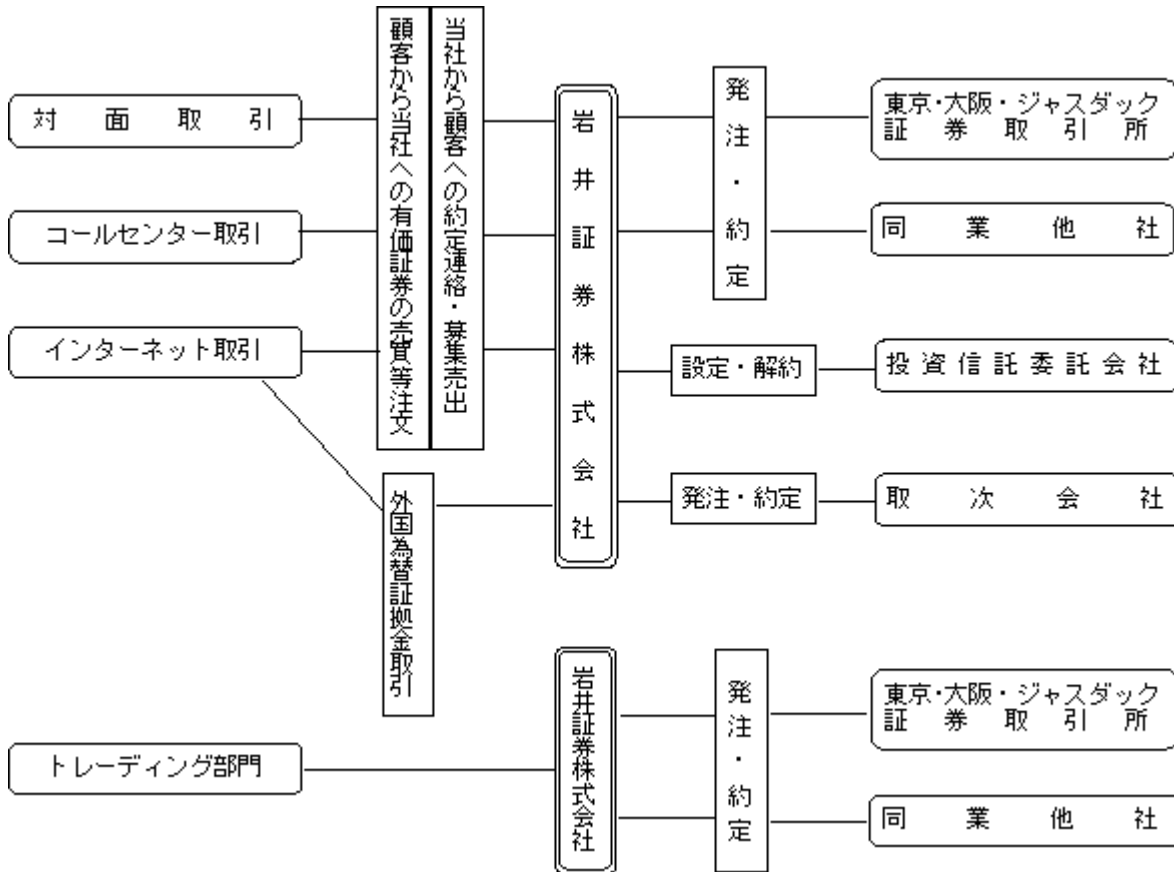 対面取引
コールセンター取引
インターネット取引
顧客から当社への有価証券の売買等注文
当社から顧客への約定連絡・募集売出
外国為替証拠金取引
岩井証券株式会社
発注・約定
東京・大阪・ジャスダック
証券取引所
同業他社
設定・解約
投資信託委託会社
発注・約定
取次会社
トレーディング部門
岩井証券株式会社
発注・約定
東京・大阪・ジャスダック
証券取引所
同業他社